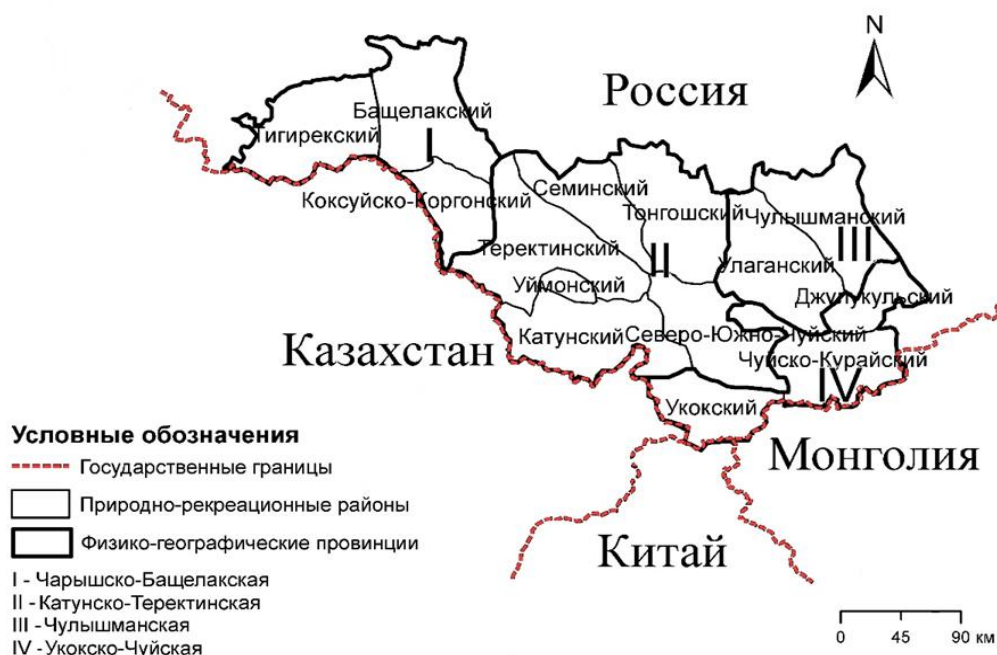 N
Россия
Бащелакский
Тигирекский
I
Коксуйско-Коргонский
Семинский
Тонгошский
Чулышманский
Теректинский
II
III
Улаганский
Уймонский
Джулукульский
Казахстан
Катунский
Северо-Южно-Чуйский
Чуйско-Курайский
IV
Укокский
Монголия
Китай
Условные обозначения
Государственные границы
Природно-рекреационные районы
Физико-географические провинции
I - Чарышско-Бащелакская
II - Катунско-Теректинская
III - Чулышманская
IV - Укокско-Чуйская
0 45 90 км